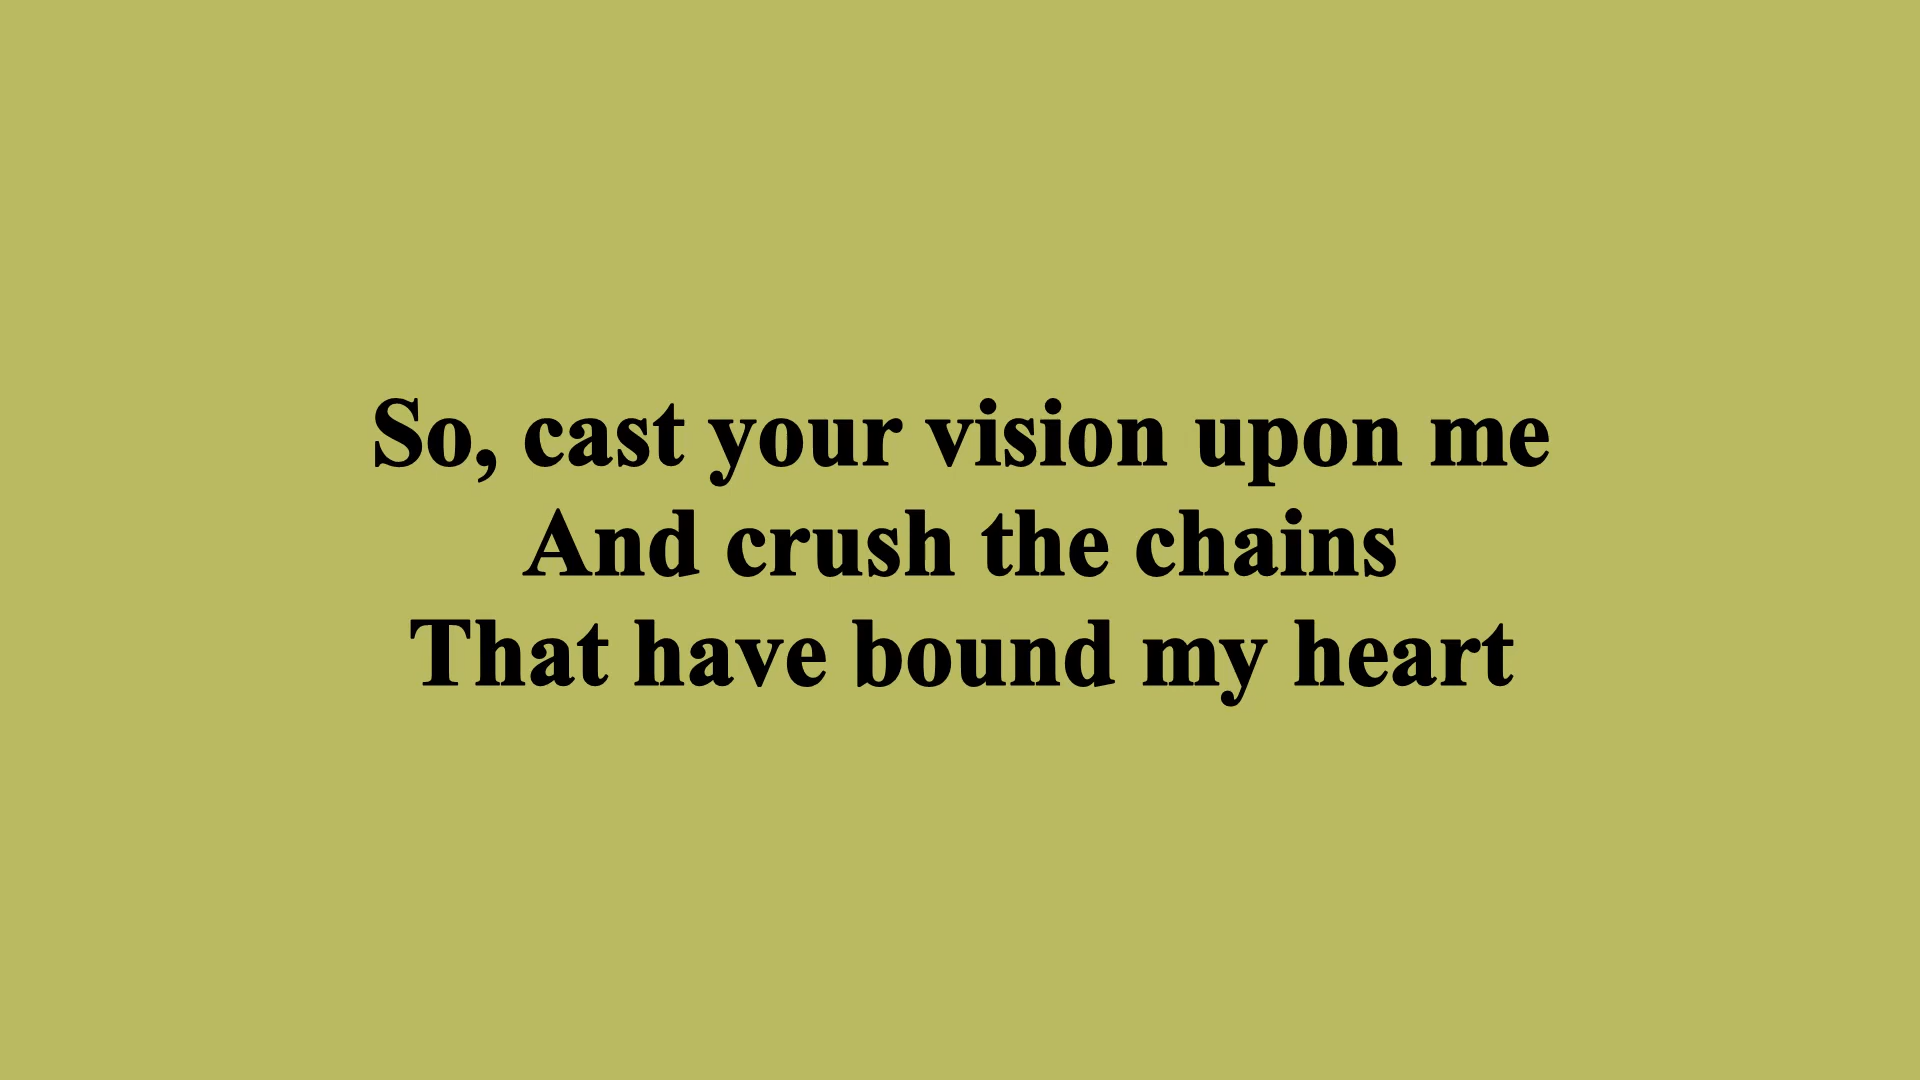 So, cast your vision upon me
And crush the chains
That have bound my heart